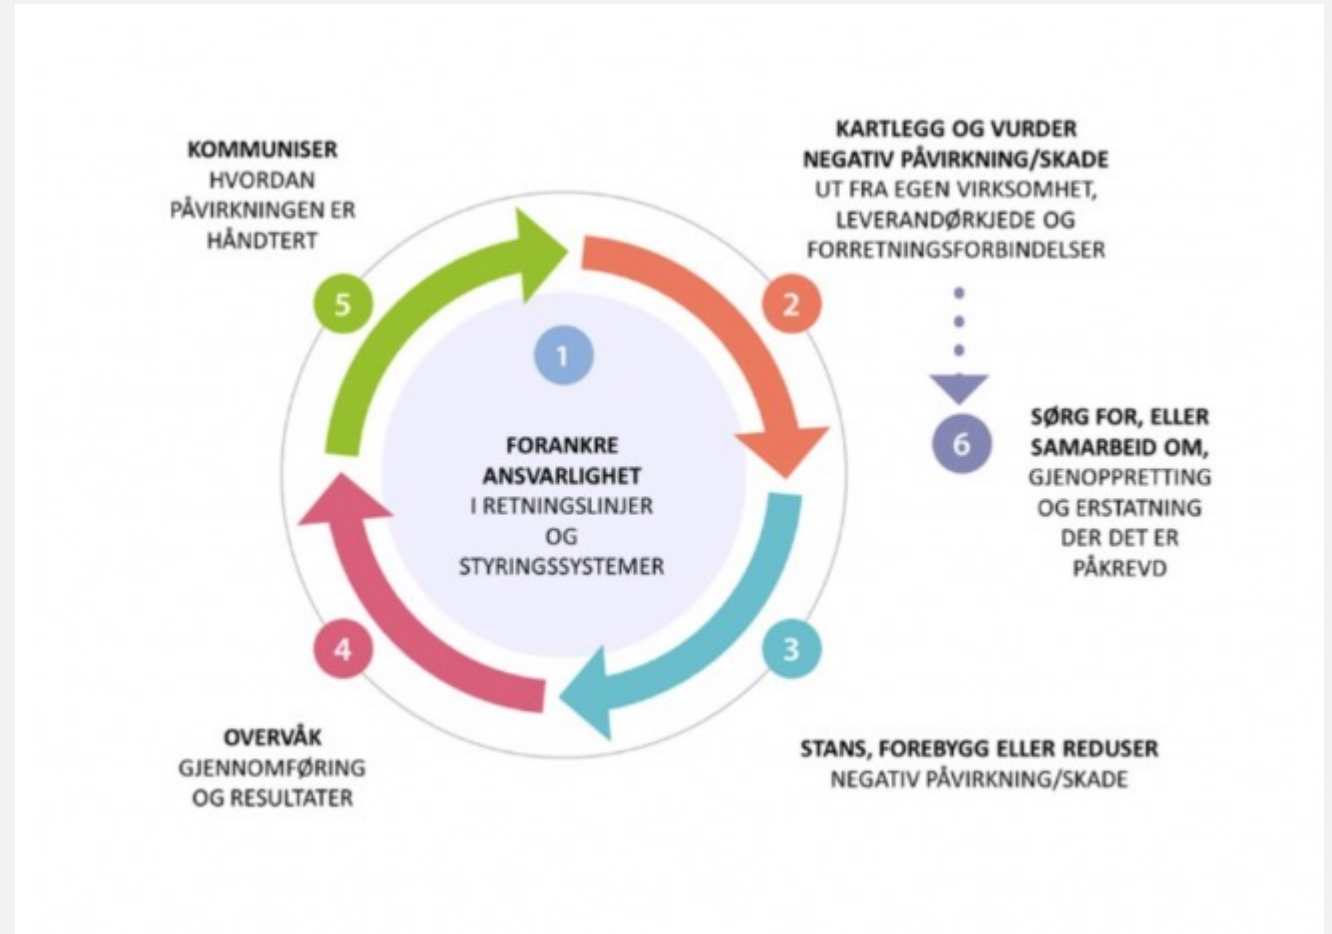 KOMMUNISER
HVORDAN
PÅVIRKNINGEN ER
HÅNDTERT
5
KARTLEGG OG VURDER
NEGATIV PÅVIRKNING/SKADE
UT FRA EGEN VIRKSOMHET,
LEVERANDØRKJEDE OG
FORRETNINGSFORBINDELSER
2
1
FORANKRE
ANSVARLIGHET
I RETNINGSLINJER
OG
STYRINGSSYSTEMER
6
SØRG FOR, ELLER
SAMARBEID OM,
GJENOPPRETTING
OG ERSTATNING
DER DET ER
PÅKREVD
4
OVERVÅK
GJENNOMFØRING
OG RESULTATER
3
STANS, FOREBYGG ELLER REDUSER
NEGATIV PÅVIRKNING/SKADE